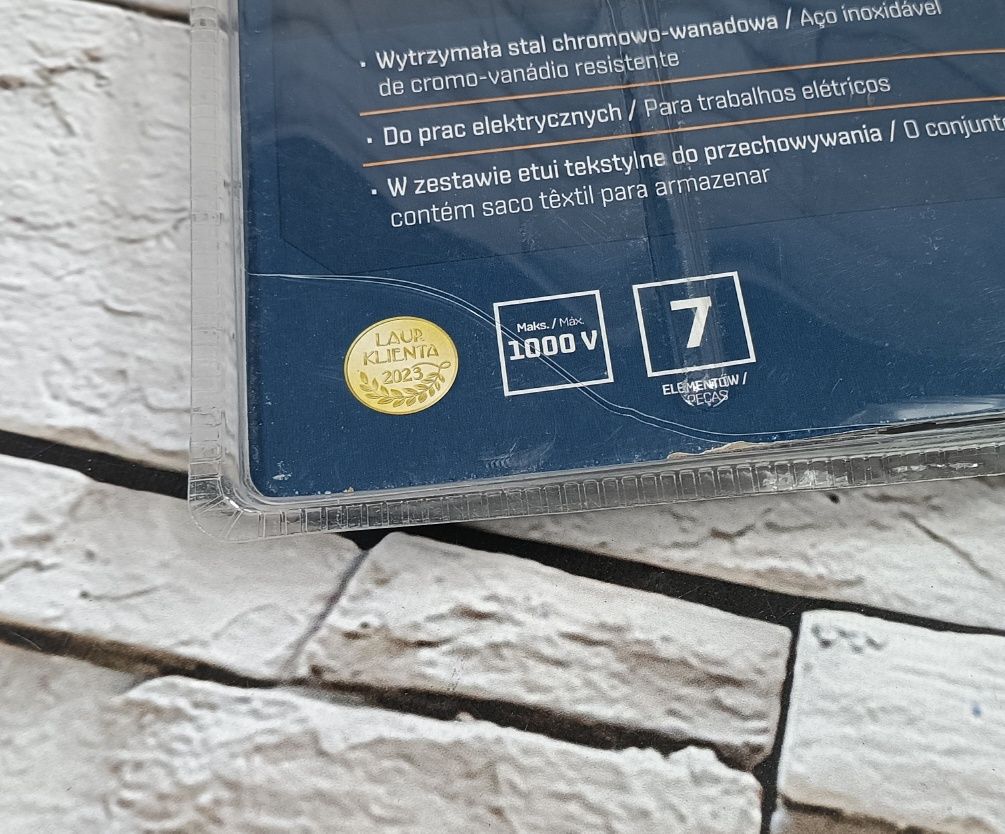 · Wytrzymała stal chromowo-wanadowa / Aço inoxidável
de cromo-vanádio resistente
· Do prac elektrycznych / Para trabalhos elétricos
· W zestawie etui tekstylne do przechowywania / O conjunto
contém saco têxtil para armazenar
LAUR
KLIENTA
2023
Maks. / Máx.
1000 V
7
ELEMENTÓW /
PEÇAS